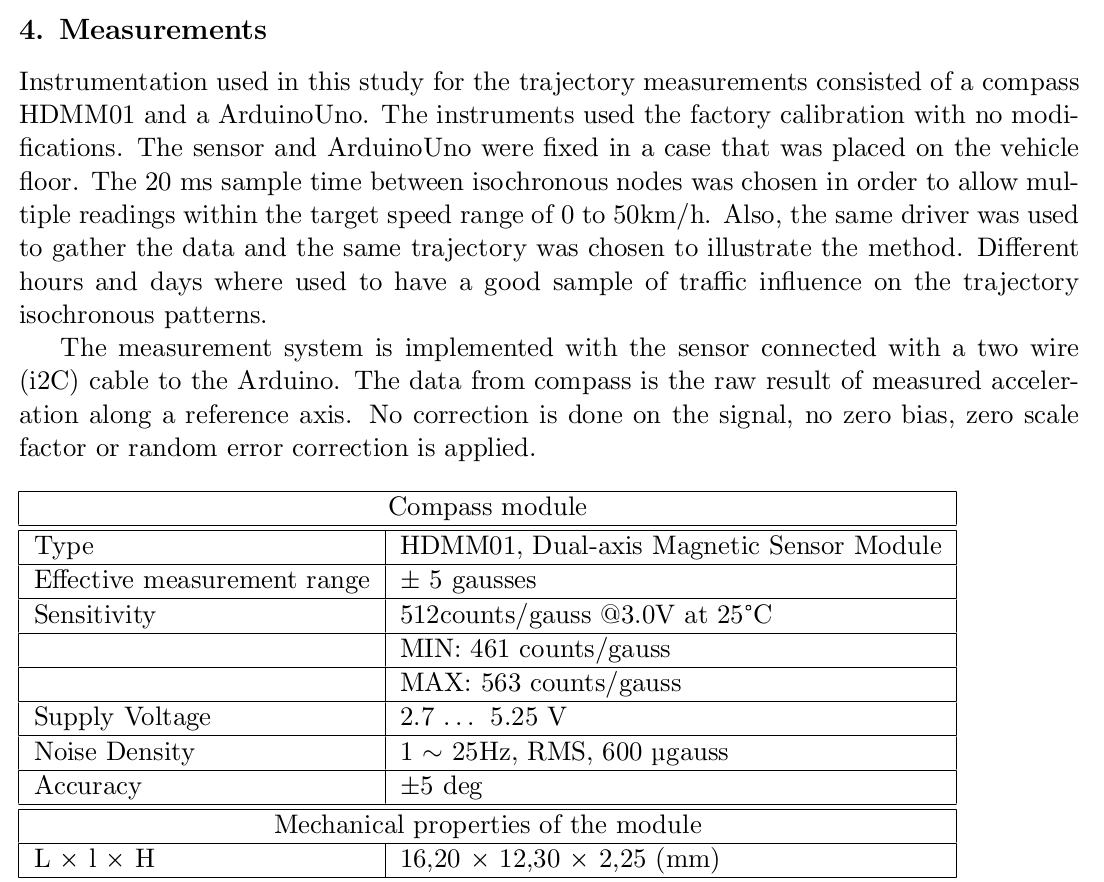 4. Measurements
Instrumentation used in this study for the trajectory measurements consisted of a compass
HDMM01 and a ArduinoUno. The instruments used the factory calibration with no modi-
fications. The sensor and ArduinoUno were fixed in a case that was placed on the vehicle
floor. The 20 ms sample time between isochronous nodes was chosen in order to allow mul-
tiple readings within the target speed range of 0 to 50km/h. Also, the same driver was used
to gather the data and the same trajectory was chosen to illustrate the method. Different
hours and days where used to have a good sample of traffic influence on the trajectory
isochronous patterns.
The measurement system is implemented with the sensor connected with a two wire
(i2C) cable to the Arduino. The data from compass is the raw result of measured acceler-
ation along a reference axis. No correction is done on the signal, no zero bias, zero scale
factor or random error correction is applied.
Compass module
Type HDMM01, Dual-axis Magnetic Sensor Module
Effective measurement range ± 5 gausses
Sensitivity 512counts/gauss @3.0V at 25°C
MIN: 461 counts/gauss
MAX: 563 counts/gauss
Supply Voltage 2.7 ... 5.25 V
Noise Density 1 ∼ 25Hz, RMS, 600 µgauss
Accuracy ±5 deg
Mechanical properties of the module
L × l × H 16,20 × 12,30 × 2,25 (mm)